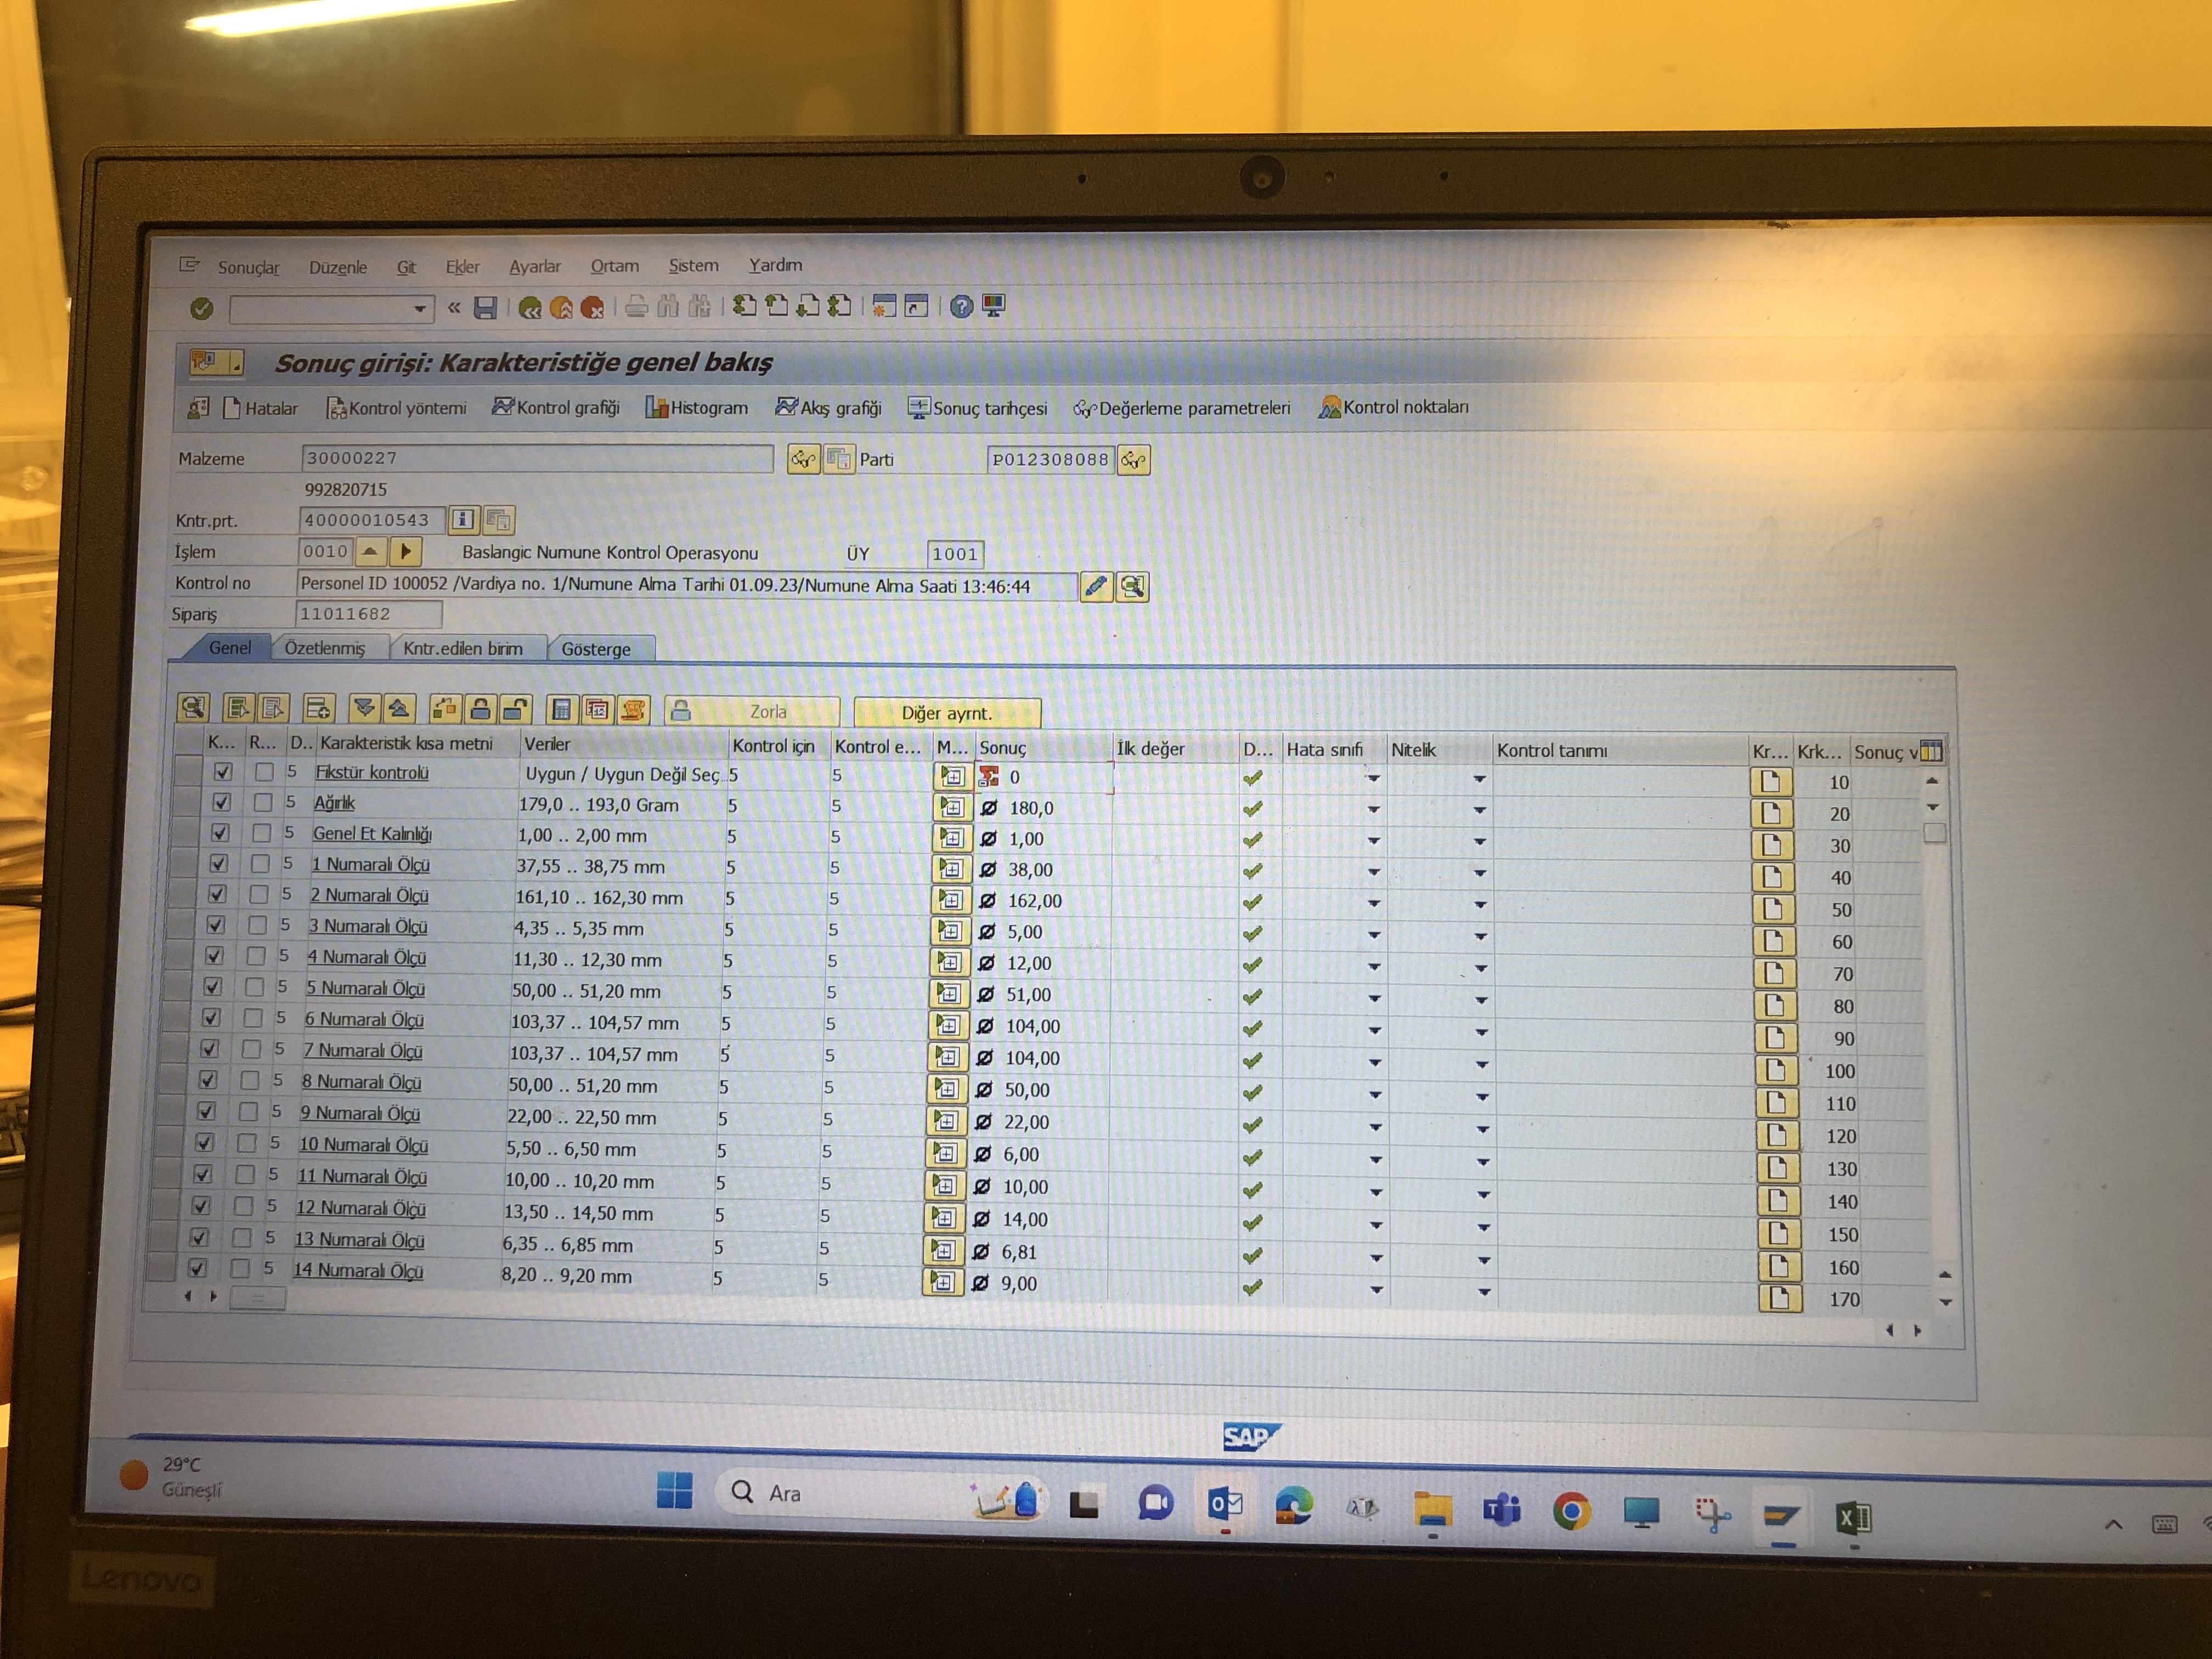 Sonuçlar Düzenle Git Ekler Ayarlar Ortam Sistem Yardım
Sonuç girişi: Karakteristiğe genel bakış
Hatalar Kontrol yöntemi Kontrol grafiği Histogram Akış grafiği Sonuç tarihçesi Değerleme parametreleri Kontrol noktaları
Malzeme 30000227 Parti P012308088
992820715
Kntr.prt. 40000010543
İşlem 0010 Baslangic Numune Kontrol Operasyonu ÜY 1001
Kontrol no Personel ID 100052 /Vardiya no. 1/Numune Alma Tarihi 01.09.23/Numune Alma Saati 13:46:44
Sipariş 11011682
Genel Özetlenmiş Kntr.edilen birim Gösterge
Zorla Diğer ayrnt.
K... R... D.. Karakteristik kısa metni Veriler Kontrol için Kontrol e... M... Sonuç İlk değer D... Hata sınıfı Nitelik Kontrol tanımı Kr... Krk... Sonuç v
5 Fikstür kontrolü Uygun / Uygun Değil Seç... 5 5 0 10
5 Ağırlık 179,0 .. 193,0 Gram 5 5 180,0 20
5 Genel Et Kalınlığı 1,00 .. 2,00 mm 5 5 1,00 30
5 1 Numaralı Ölçü 37,55 .. 38,75 mm 5 5 38,00 40
5 2 Numaralı Ölçü 161,10 .. 162,30 mm 5 5 162,00 50
5 3 Numaralı Ölçü 4,35 .. 5,35 mm 5 5 5,00 60
5 4 Numaralı Ölçü 11,30 .. 12,30 mm 5 5 12,00 70
5 5 Numaralı Ölçü 50,00 .. 51,20 mm 5 5 51,00 80
5 6 Numaralı Ölçü 103,37 .. 104,57 mm 5 5 104,00 90
5 7 Numaralı Ölçü 103,37 .. 104,57 mm 5 5 104,00 100
5 8 Numaralı Ölçü 50,00 .. 51,20 mm 5 5 50,00 110
5 9 Numaralı Ölçü 22,00 .. 22,50 mm 5 5 22,00 120
5 10 Numaralı Ölçü 5,50 .. 6,50 mm 5 5 6,00 130
5 11 Numaralı Ölçü 10,00 .. 10,20 mm 5 5 10,00 140
5 12 Numaralı Ölçü 13,50 .. 14,50 mm 5 5 14,00 150
5 13 Numaralı Ölçü 6,35 .. 6,85 mm 5 5 6,81 160
5 14 Numaralı Ölçü 8,20 .. 9,20 mm 5 5 9,00 170
SAP
29°C
Güneşli
Ara
Lenovo